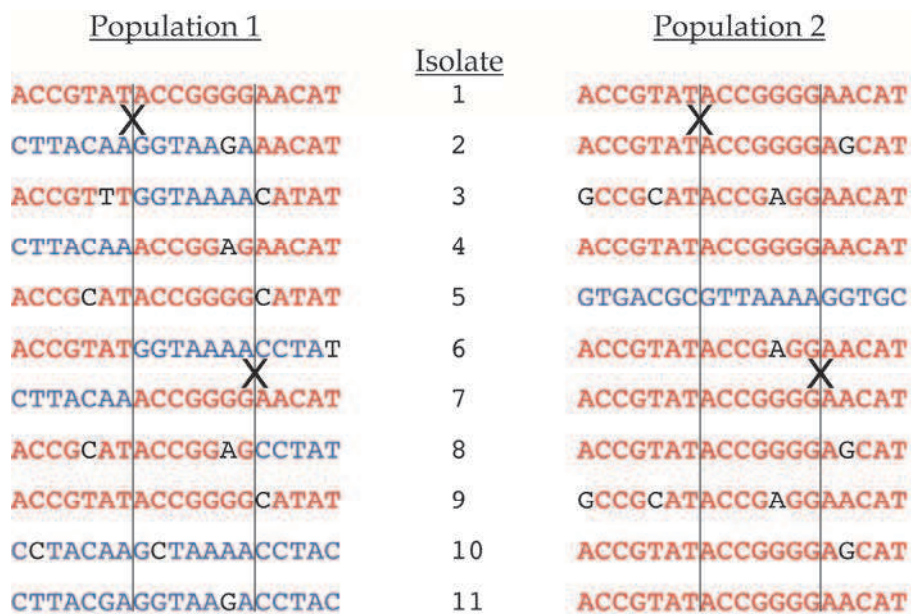 Population 1 Population 2
Isolate
ACCGTATACCGGGGAACAT 1 ACCGTATACCGGGGAACAT
X X
CTTACAAGGTAAGAAACAT 2 ACCGTATACCGGGGAGCAT
ACCGTTTGGTAAAACATAT 3 GCCGCATACCGAGGAACAT
CTTACAAACCGGAGAACAT 4 ACCGTATACCGGGGAACAT
ACCGCATACCGGGGCATAT 5 GTGACGCGTTAAAAGGTGC
ACCGTATGGTAAAACCTAT 6 ACCGTATACCGAGGAACAT
X X
CTTACAAACCGGGGAACAT 7 ACCGTATACCGGGGAACAT
ACCGCATACCGGAGCCTAT 8 ACCGTATACCGGGGAGCAT
ACCGTATACCGGGGCATAT 9 GCCGCATACCGAGGAACAT
CCTACAAGCTAAAACCTAC 10 ACCGTATACCGGGGAGCAT
CTTACGAGGTAAGACCTAC 11 ACCGTATACCGGGGAACAT